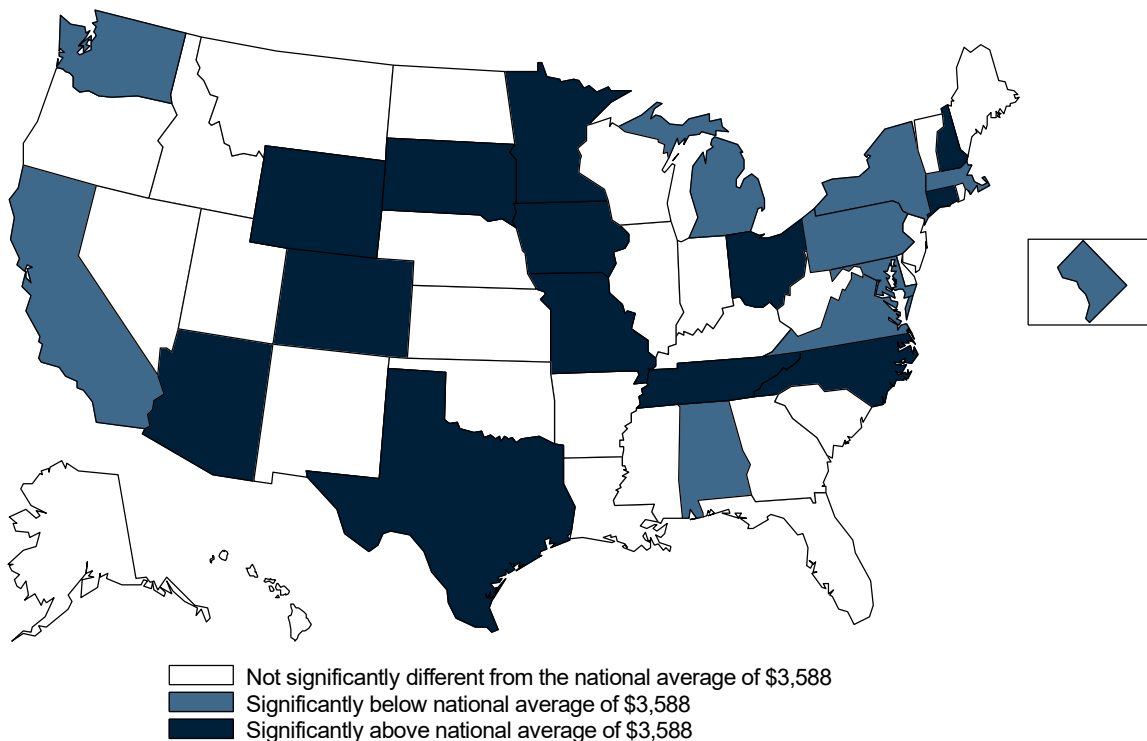 Not significantly different from the national average of $3,588
Significantly below national average of $3,588
Significantly above national average of $3,588